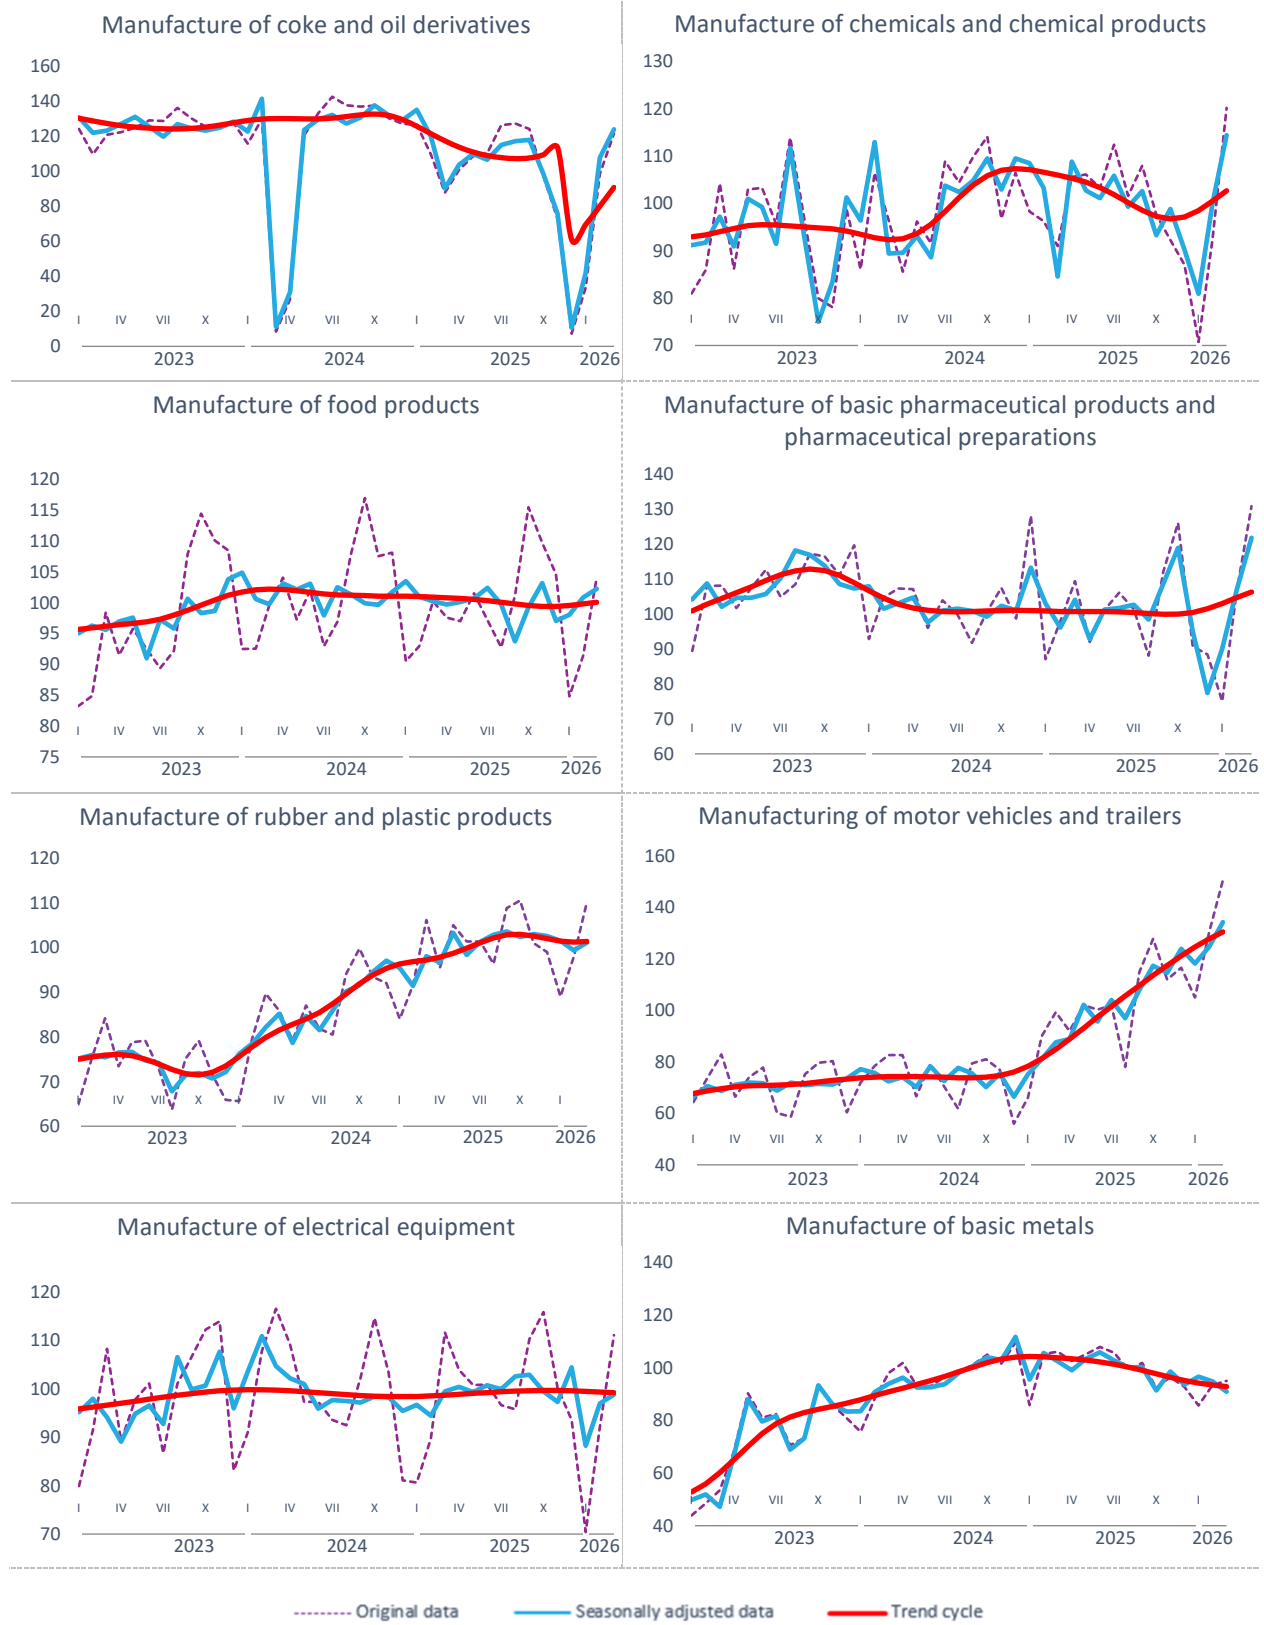 Manufacture of coke and oil derivatives
160
140
120
100
80
60
40
20
0
I IV VII X I IV VII X I IV VII X I
2023 2024 2025 2026
Manufacture of chemicals and chemical products
130
120
110
100
90
80
70
I IV VII X I IV VII X I IV VII X I
2023 2024 2025 2026
Manufacture of food products
120
115
110
105
100
95
90
85
80
75
I IV VII X I IV VII X I IV VII X I
2023 2024 2025 2026
Manufacture of basic pharmaceutical products and
pharmaceutical preparations
140
130
120
110
100
90
80
70
60
I IV VII X I IV VII X I IV VII X I
2023 2024 2025 2026
Manufacture of rubber and plastic products
120
110
100
90
80
70
60
I IV VII X I IV VII X I IV VII X I
2023 2024 2025 2026
Manufacturing of motor vehicles and trailers
160
140
120
100
80
60
40
I IV VII X I IV VII X I IV VII X I
2023 2024 2025 2026
Manufacture of electrical equipment
120
110
100
90
80
70
I IV VII X I IV VII X I IV VII X I
2023 2024 2025 2026
Manufacture of basic metals
140
120
100
80
60
40
I IV VII X I IV VII X I IV VII X I
2023 2024 2025 2026
Original data Seasonally adjusted data Trend cycle